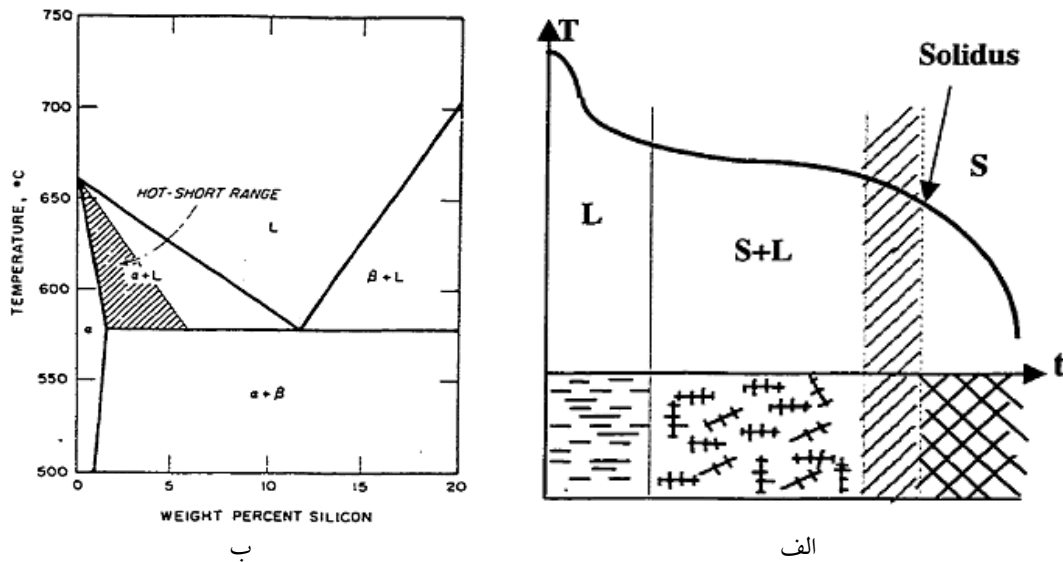 750
700
650
600
550
500
TEMPERATURE, °C
HOT-SHORT RANGE
L
α+L
β+L
α
α+β
0
5
10
15
20
WEIGHT PERCENT SILICON
ب
T
Solidus
S
L
S+L
t
الف